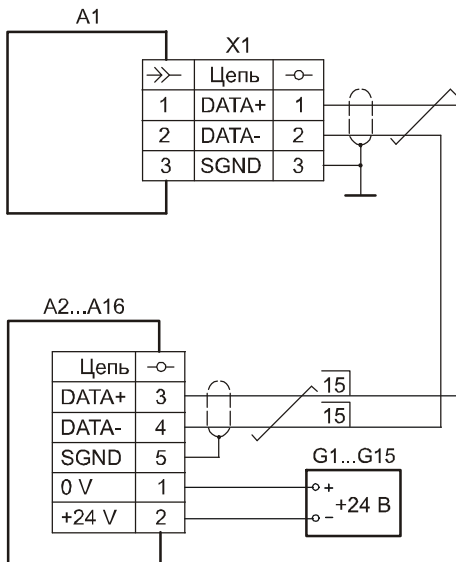 A1
X1
Цепь
1 DATA+ 1
2 DATA- 2
3 SGND 3
A2...A16
Цепь
DATA+ 3
DATA- 4
SGND 5
0 V 1
+24 V 2
15
15
G1...G15
+
+24 В
−